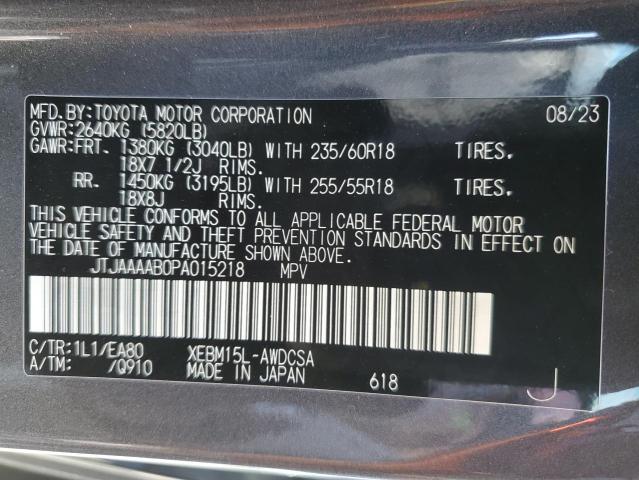 MFD.BY:TOYOTA MOTOR CORPORATION 08/23
GVWR:2640KG (5820LB)
GAWR:FRT. 1380KG (3040LB) WITH 235/60R18 TIRES,
18X7 1/2J RIMS.
RR. 1450KG (3195LB) WITH 255/55R18 TIRES,
18X8J RIMS.
THIS VEHICLE CONFORMS TO ALL APPLICABLE FEDERAL MOTOR
VEHICLE SAFETY AND THEFT PREVENTION STANDARDS IN EFFECT ON
THE DATE OF MANUFACTURE SHOWN ABOVE.
JTJAAAAB0PA015218 MPV
C/TR:1L1/EA80 XEBM15L-AWDCSA
A/TM: /Q910 MADE IN JAPAN 618 J